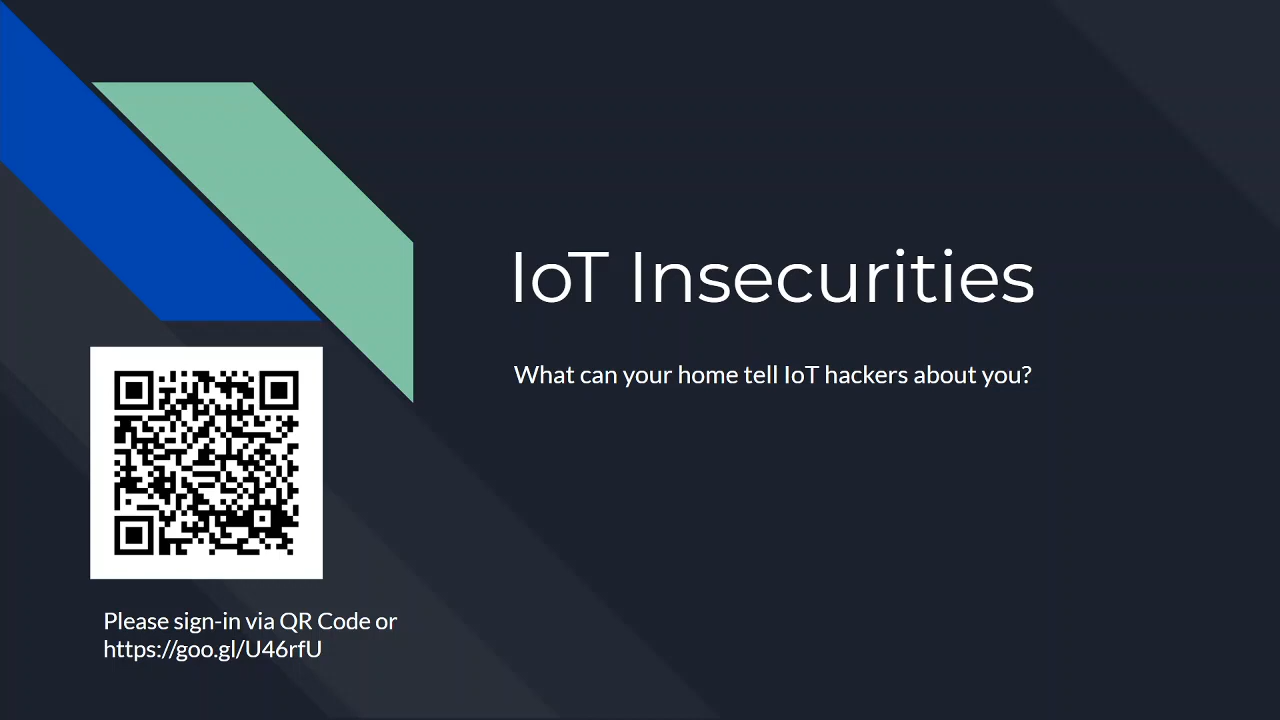 IoT Insecurities
What can your home tell IoT hackers about you?
Please sign-in via QR Code or
https://goo.gl/U46rfU